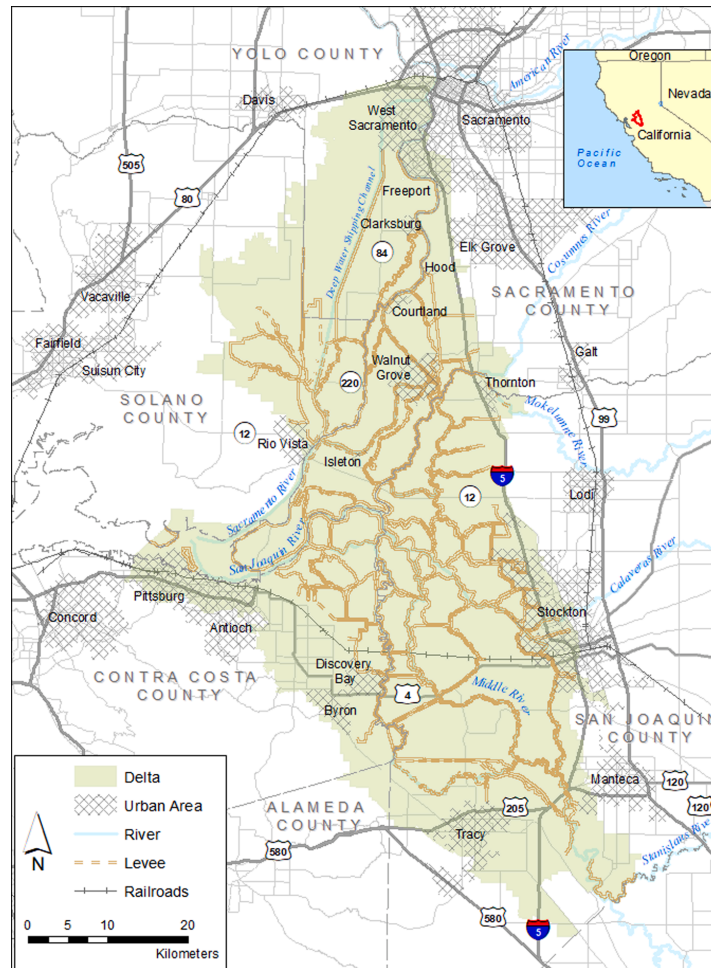 YOLO COUNTY
American River
Oregon
Nevada
California
Pacific
Ocean
Davis
West
Sacramento
Sacramento
505
80
Deep Water Shipping Channel
Freeport
Clarksburg
84
Elk Grove
Cosumnes River
Hood
SACRAMENTO
COUNTY
Vacaville
Courtland
Fairfield
Suisun City
Walnut
Grove
Galt
220
Thornton
SOLANO
COUNTY
Mokelumne
River
99
12
Rio Vista
Isleton
5
12
Lodi
Sacramento River
San Joaquin River
Calaveras River
Pittsburg
Concord
Antioch
Stockton
CONTRA COSTA
COUNTY
Discovery
Bay
4
Middle River
Byron
SAN JOAQUIN
COUNTY
Manteca
120
120
ALAMEDA
COUNTY
205
Tracy
Stanislaus River
580
580
5
Delta
Urban Area
River
Levee
Railroads
N
0 5 10 20
Kilometers